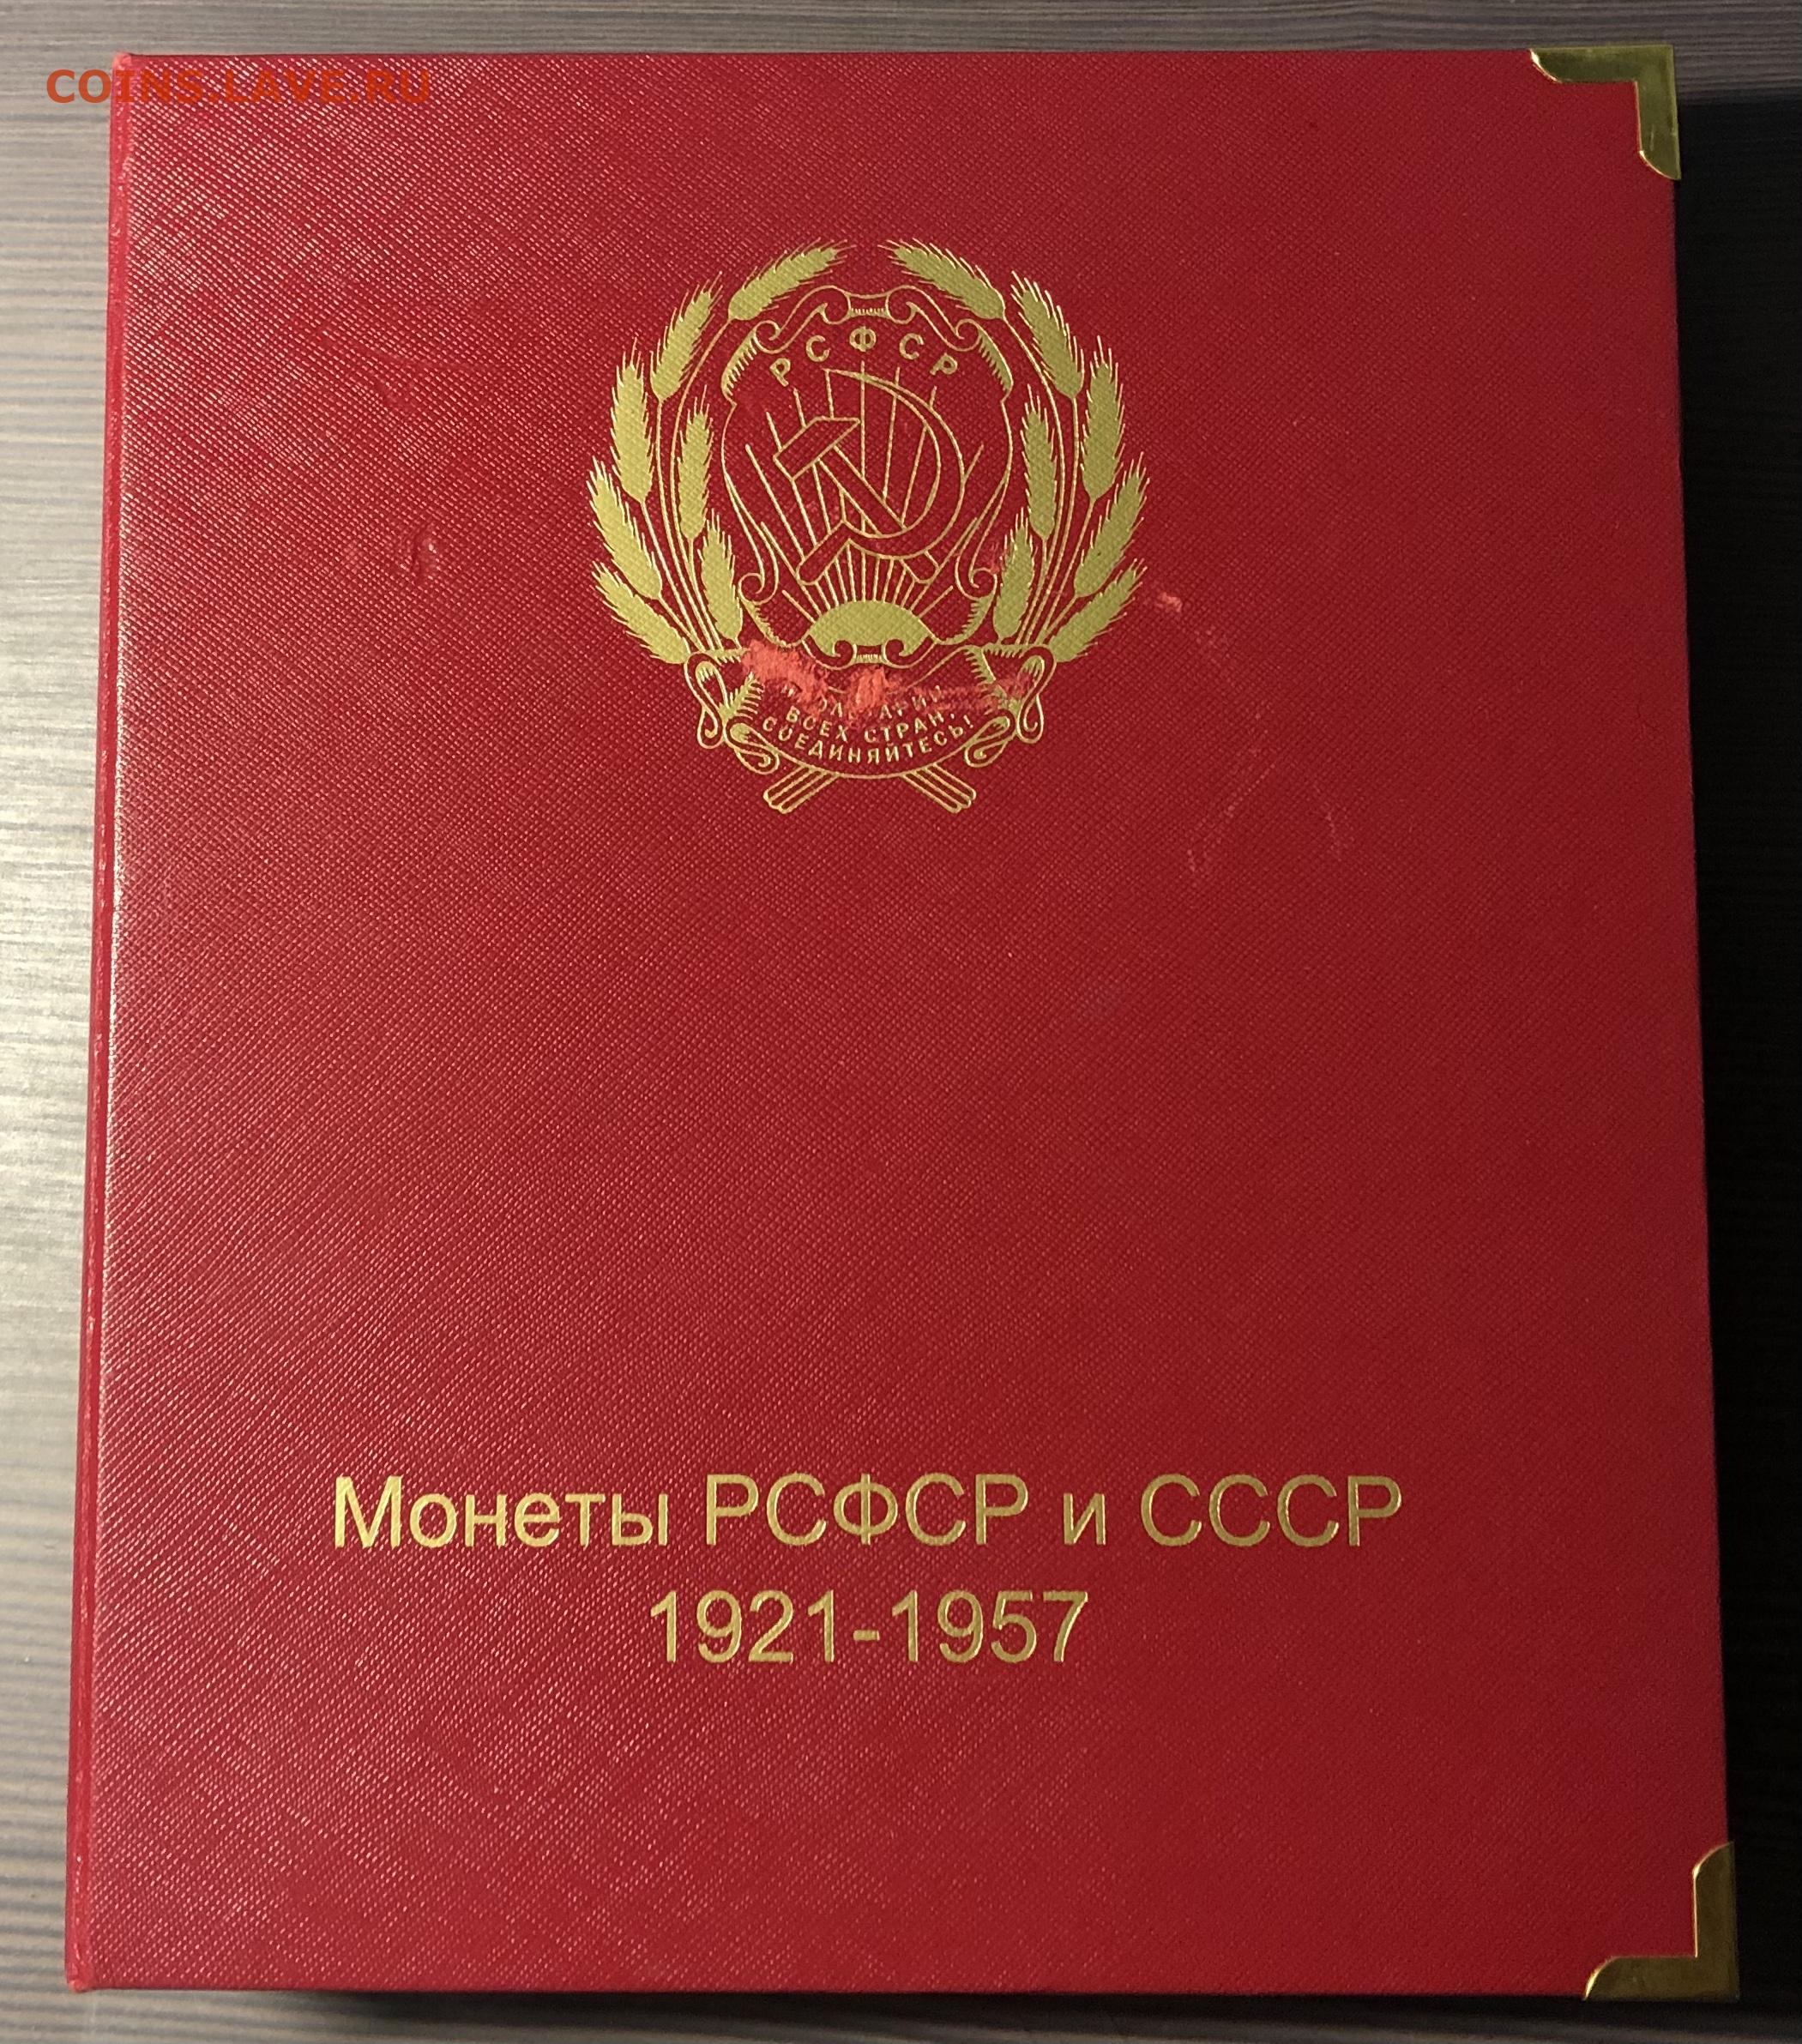 COINS.LAVE.RU
РСФСР
ВСЕХ СТРАН,
СОЕДИНЯЙТЕСЬ!
Монеты РСФСР и СССР
1921-1957